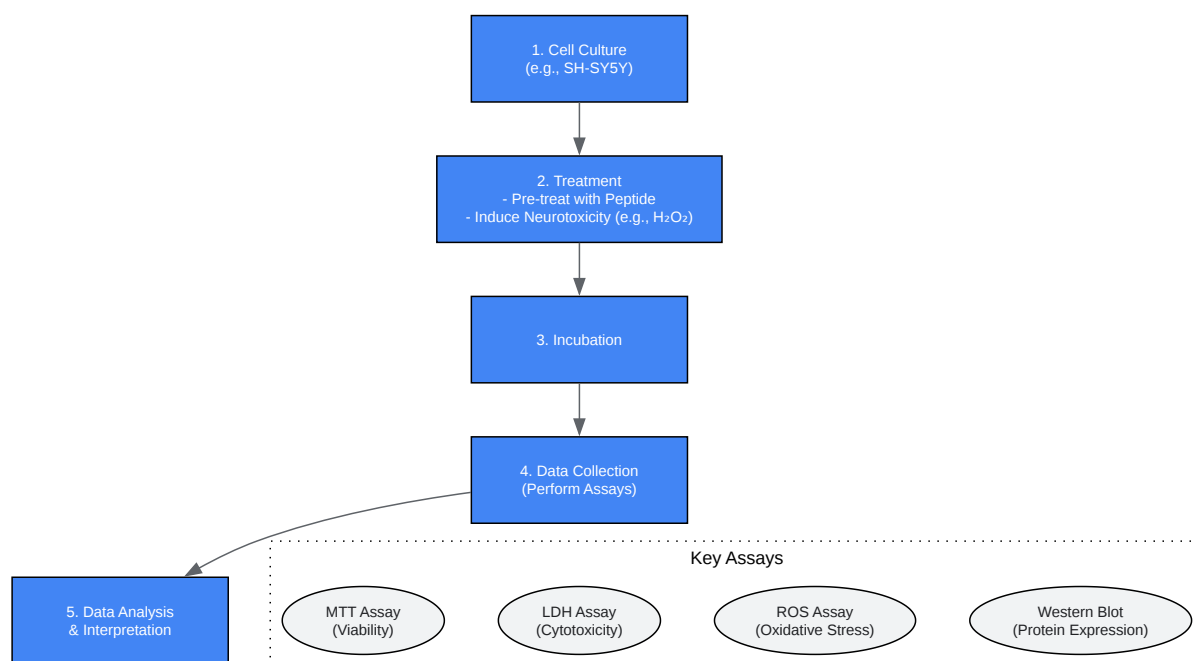 1. Cell Culture
(e.g., SH-SY5Y)
2. Treatment
- Pre-treat with Peptide
- Induce Neurotoxicity (e.g., H₂O₂)
3. Incubation
4. Data Collection
(Perform Assays)
Key Assays
5. Data Analysis
& Interpretation
MTT Assay
(Viability)
LDH Assay
(Cytotoxicity)
ROS Assay
(Oxidative Stress)
Western Blot
(Protein Expression)